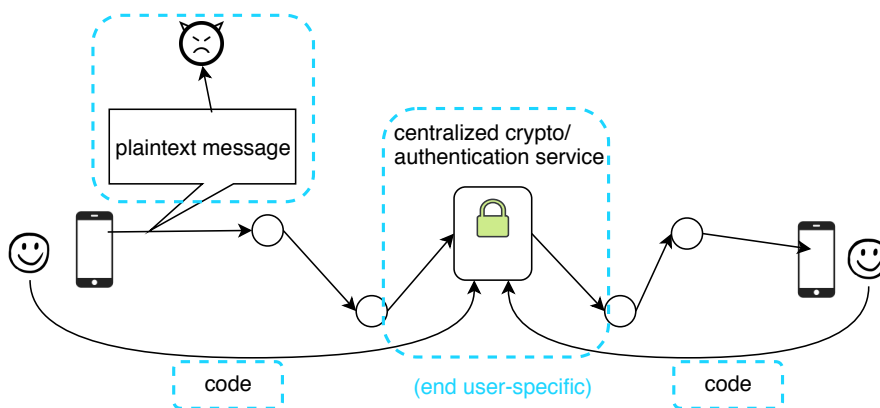 plaintext message
centralized crypto/
authentication service
code
(end user-specific)
code